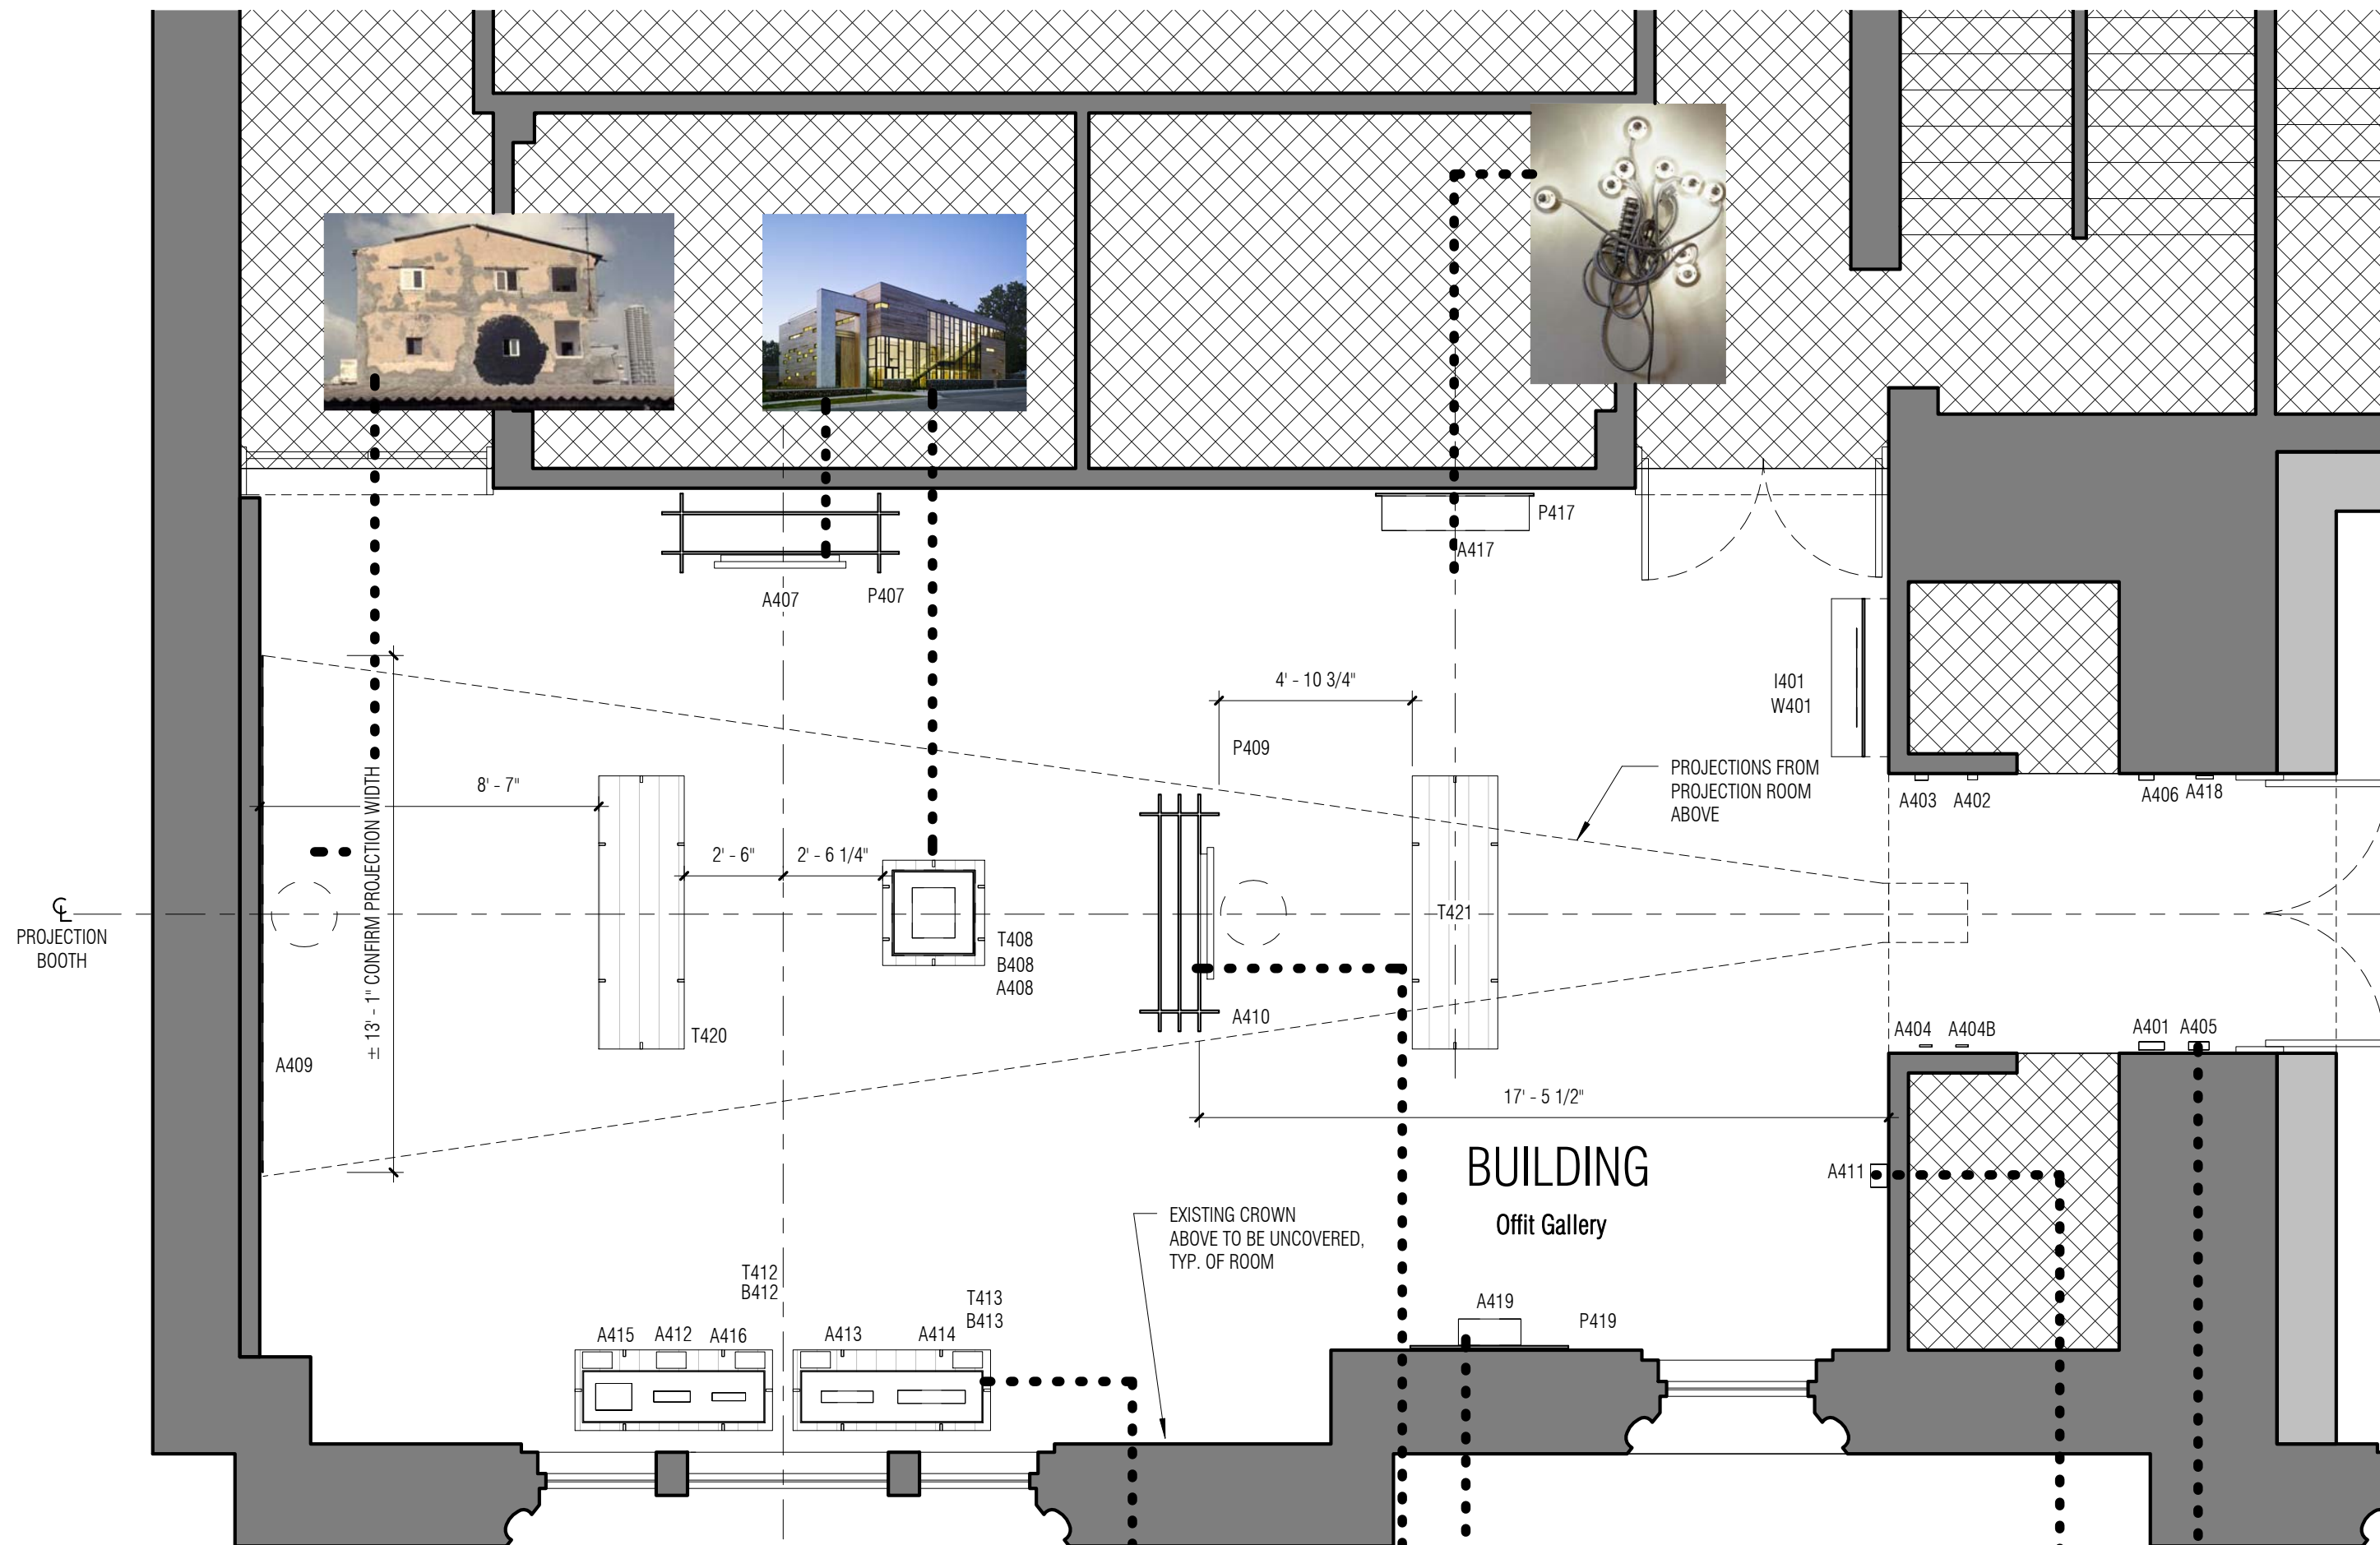 P417
A417
A407
P407
4' - 10 3/4"
I401
W401
P409
PROJECTIONS FROM
PROJECTION ROOM
ABOVE
8' - 7"
A403
A402
A406
A418
2' - 6"
2' - 6 1/4"
± 13' - 1" CONFIRM PROJECTION WIDTH
CL
PROJECTION
BOOTH
T421
T408
B408
A408
A410
T420
A404
A404B
A401
A405
A409
17' - 5 1/2"
BUILDING
Offit Gallery
A411
EXISTING CROWN
ABOVE TO BE UNCOVERED,
TYP. OF ROOM
T412
B412
T413
B413
A419
P419
A415
A412
A416
A413
A414